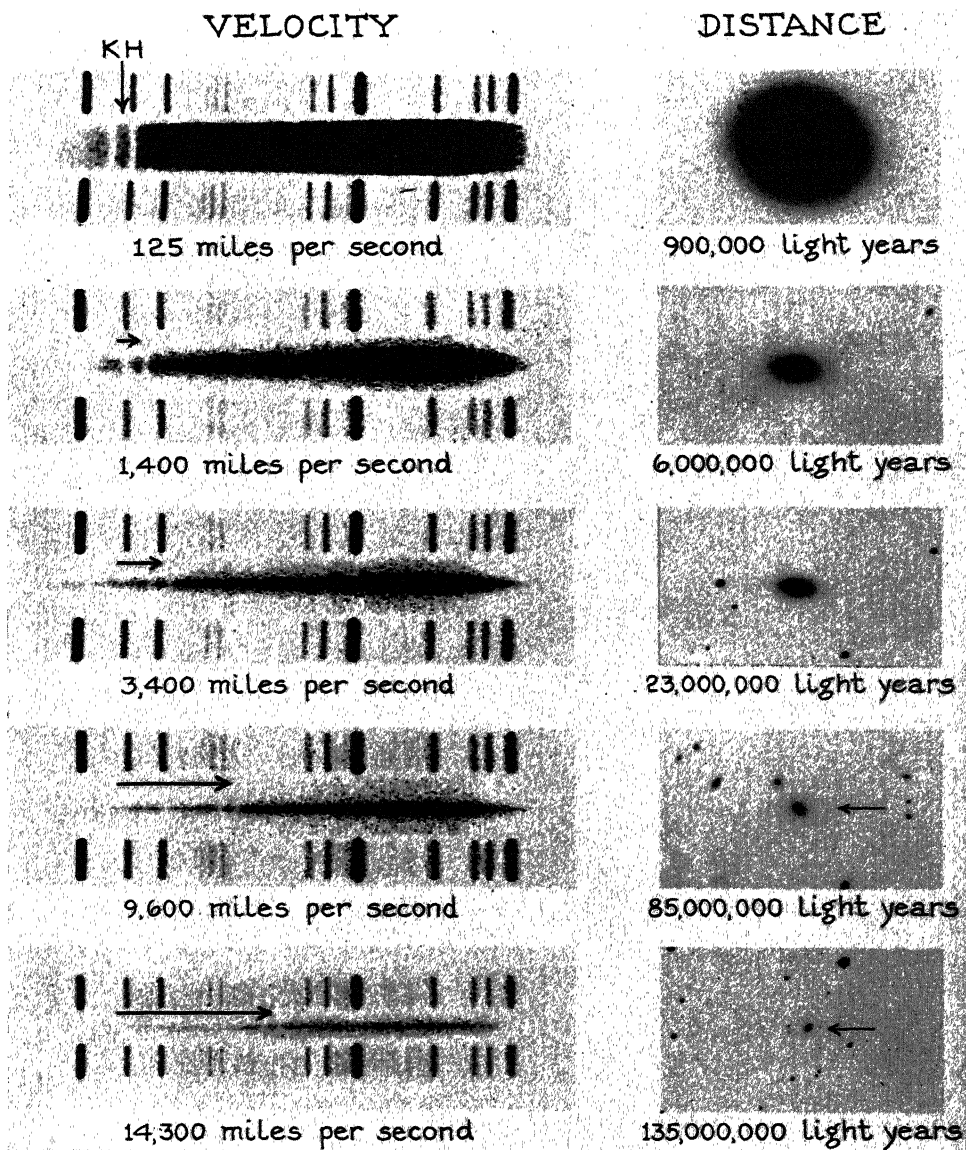 VELOCITY
DISTANCE
KH
125 miles per second
900,000 light years
1,400 miles per second
6,000,000 light years
3,400 miles per second
23,000,000 light years
9,600 miles per second
85,000,000 light years
14,300 miles per second
135,000,000 light years